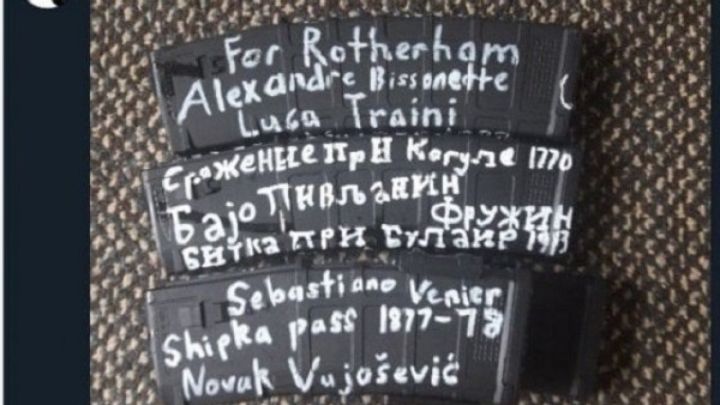 For Rotherham
Alexandre Bissonette
Luca Traini
сражение при Кагуле 1770
Бајо Пивљанин
Фружин
битка при Булаир 1913
Sebastiano Venier
Shipka pass 1877-78
Novak Vujošević